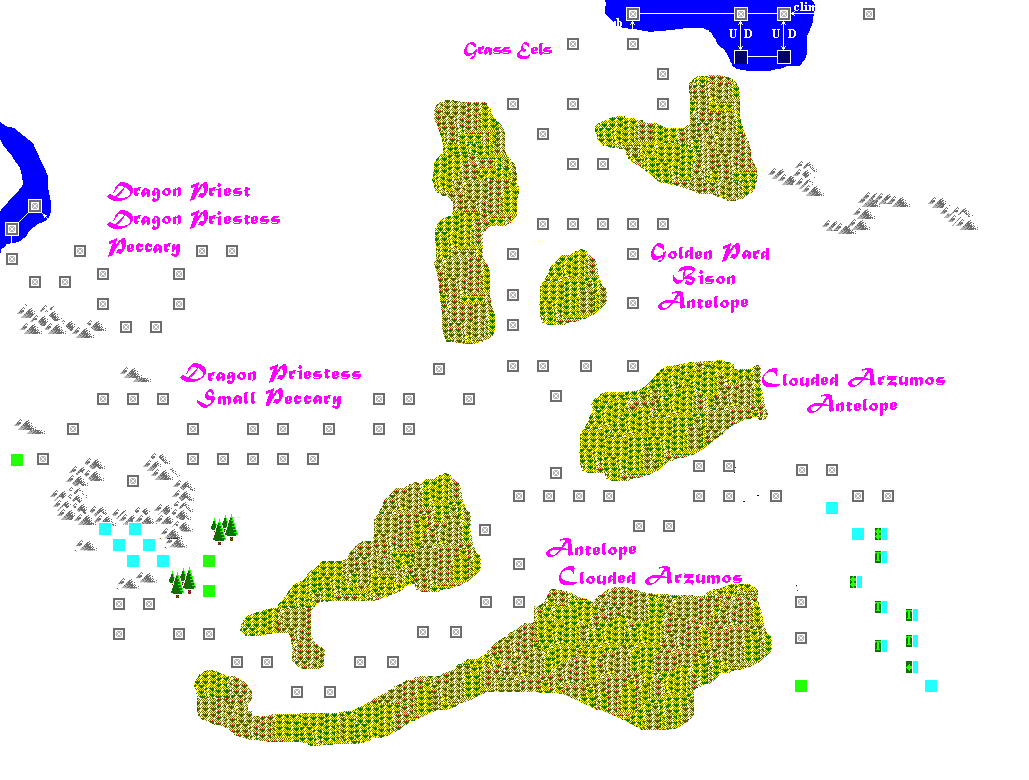 clim
b
U D U D
Grass Eels
Dragon Priest
Dragon Priestess
Peccary
Golden Pard
Bison
Antelope
Dragon Priestess
Small Peccary
Clouded Arzumos
Antelope
Antelope
Clouded Arzumos